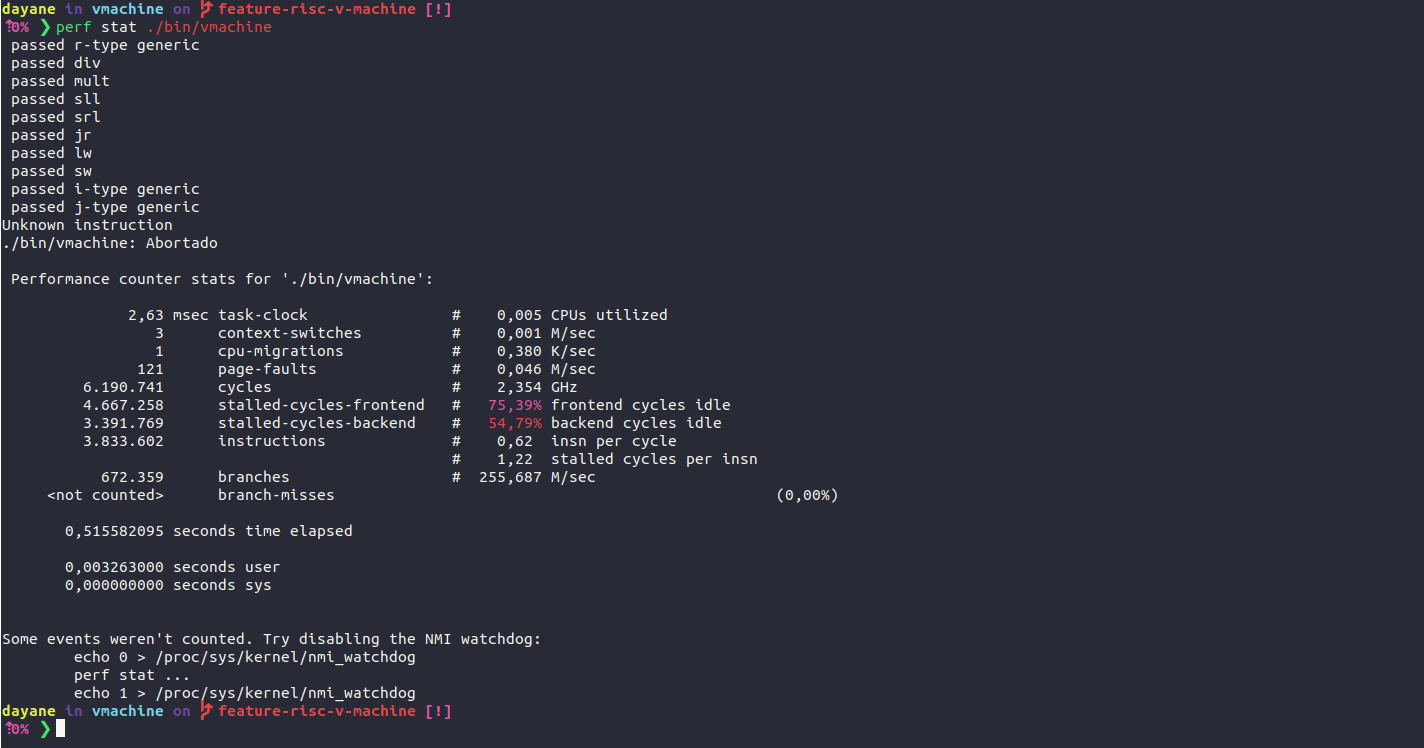 dayane in vmachine on feature-risc-v-machine [!]
⇡0% ❯ perf stat ./bin/vmachine
passed r-type generic
passed div
passed mult
passed sll
passed srl
passed jr
passed lw
passed sw
passed i-type generic
passed j-type generic
Unknown instruction
./bin/vmachine: Abortado
Performance counter stats for './bin/vmachine':
2,63 msec task-clock # 0,005 CPUs utilized
3 context-switches # 0,001 M/sec
1 cpu-migrations # 0,380 K/sec
121 page-faults # 0,046 M/sec
6.190.741 cycles # 2,354 GHz
4.667.258 stalled-cycles-frontend # 75,39% frontend cycles idle
3.391.769 stalled-cycles-backend # 54,79% backend cycles idle
3.833.602 instructions # 0,62 insn per cycle
# 1,22 stalled cycles per insn
672.359 branches # 255,687 M/sec
<not counted> branch-misses (0,00%)
0,515582095 seconds time elapsed
0,003263000 seconds user
0,000000000 seconds sys
Some events weren't counted. Try disabling the NMI watchdog:
echo 0 > /proc/sys/kernel/nmi_watchdog
perf stat ...
echo 1 > /proc/sys/kernel/nmi_watchdog
dayane in vmachine on feature-risc-v-machine [!]
⇡0% ❯